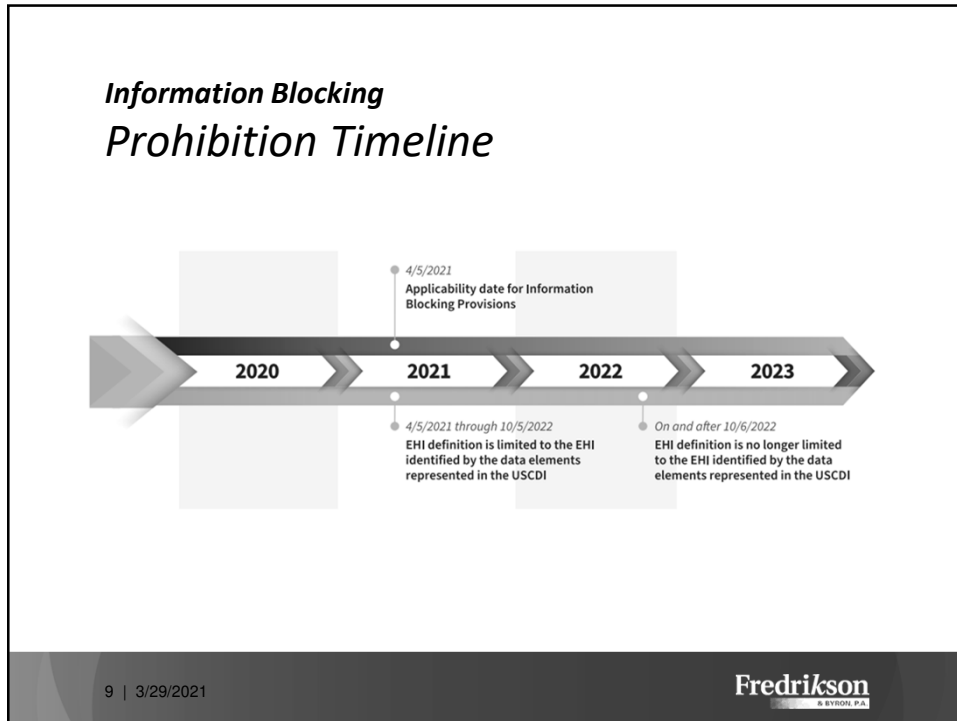 Information Blocking
Prohibition Timeline
4/5/2021
Applicability date for Information
Blocking Provisions
2020
2021
2022
2023
4/5/2021 through 10/5/2022
EHI definition is limited to the EHI
identified by the data elements
represented in the USCDI
On and after 10/6/2022
EHI definition is no longer limited
to the EHI identified by the data
elements represented in the USCDI
9 | 3/29/2021
Fredrikson
& BYRON, P.A.